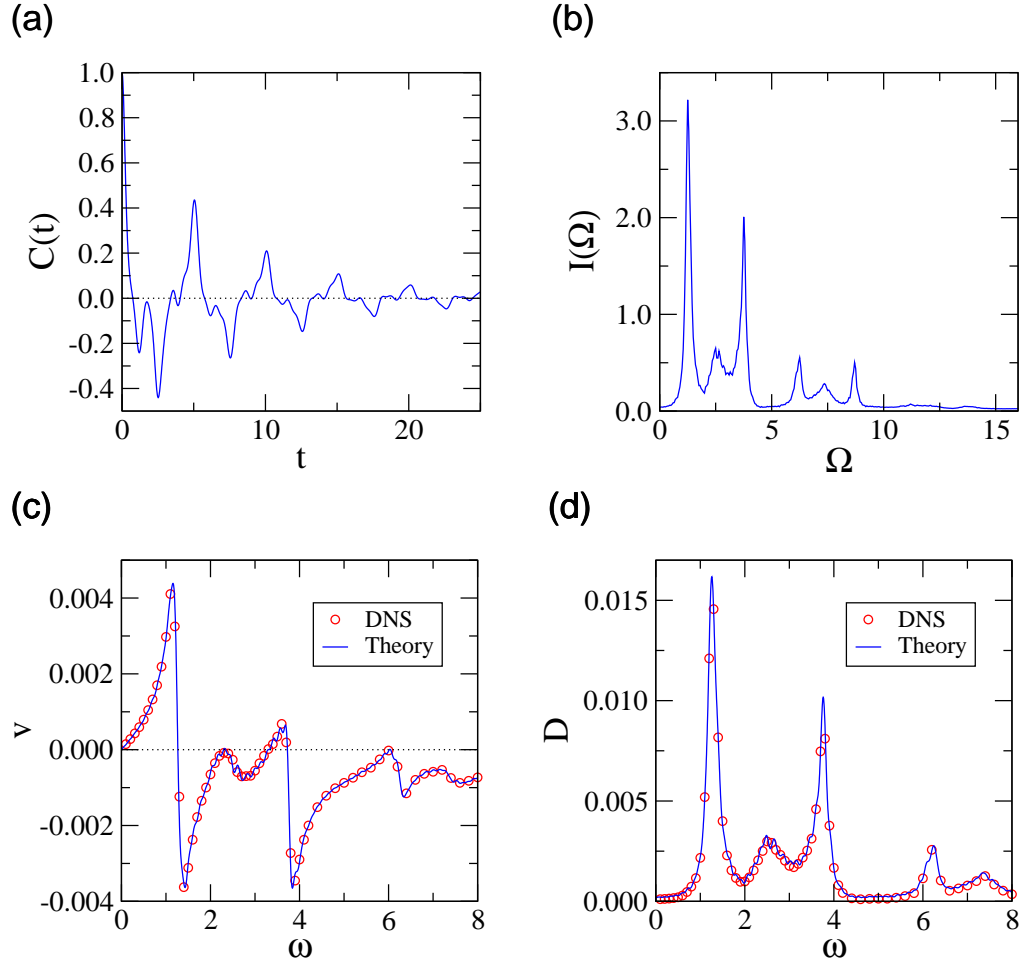 (a)
1.0
0.8
0.6
0.4
0.2
0.0
-0.2
-0.4
C(t)
0 10 20
t
(b)
3.0
2.0
1.0
0.0
I(Ω)
0 5 10 15
Ω
(c)
0.004
0.002
0.000
-0.002
-0.004
v
DNS
Theory
0 2 4 6 8
ω
(d)
0.015
0.010
0.005
0.000
D
DNS
Theory
0 2 4 6 8
ω